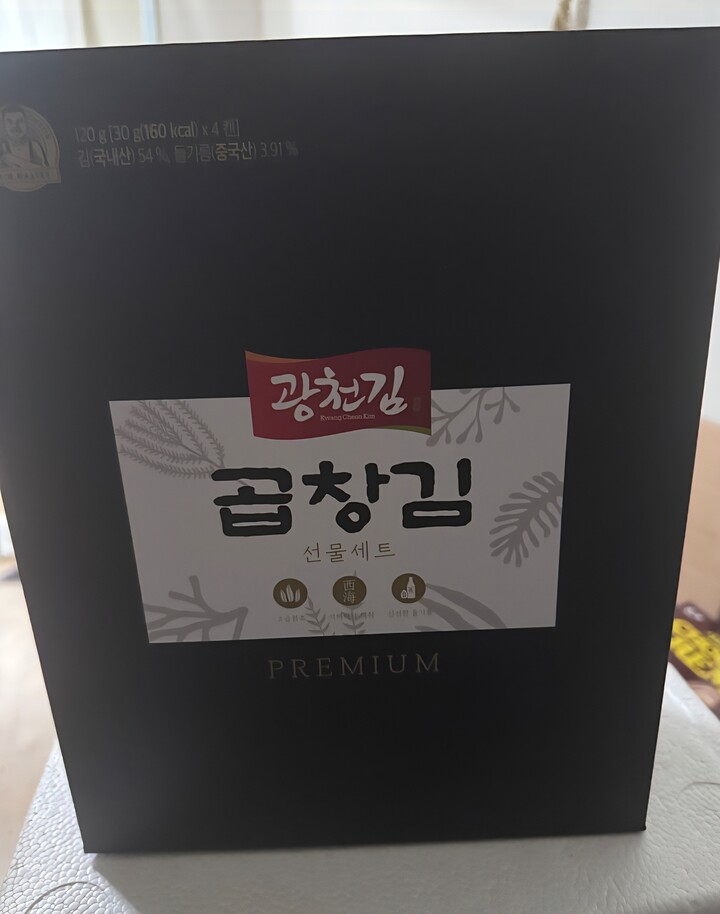 120 g [30 g(160 kcal) x 4 캔]
김(국내산) 54 %, 들기름(중국산) 3.91 %
광천김
Kwang Cheun Kim
곱창김
선물세트
西海
PREMIUM